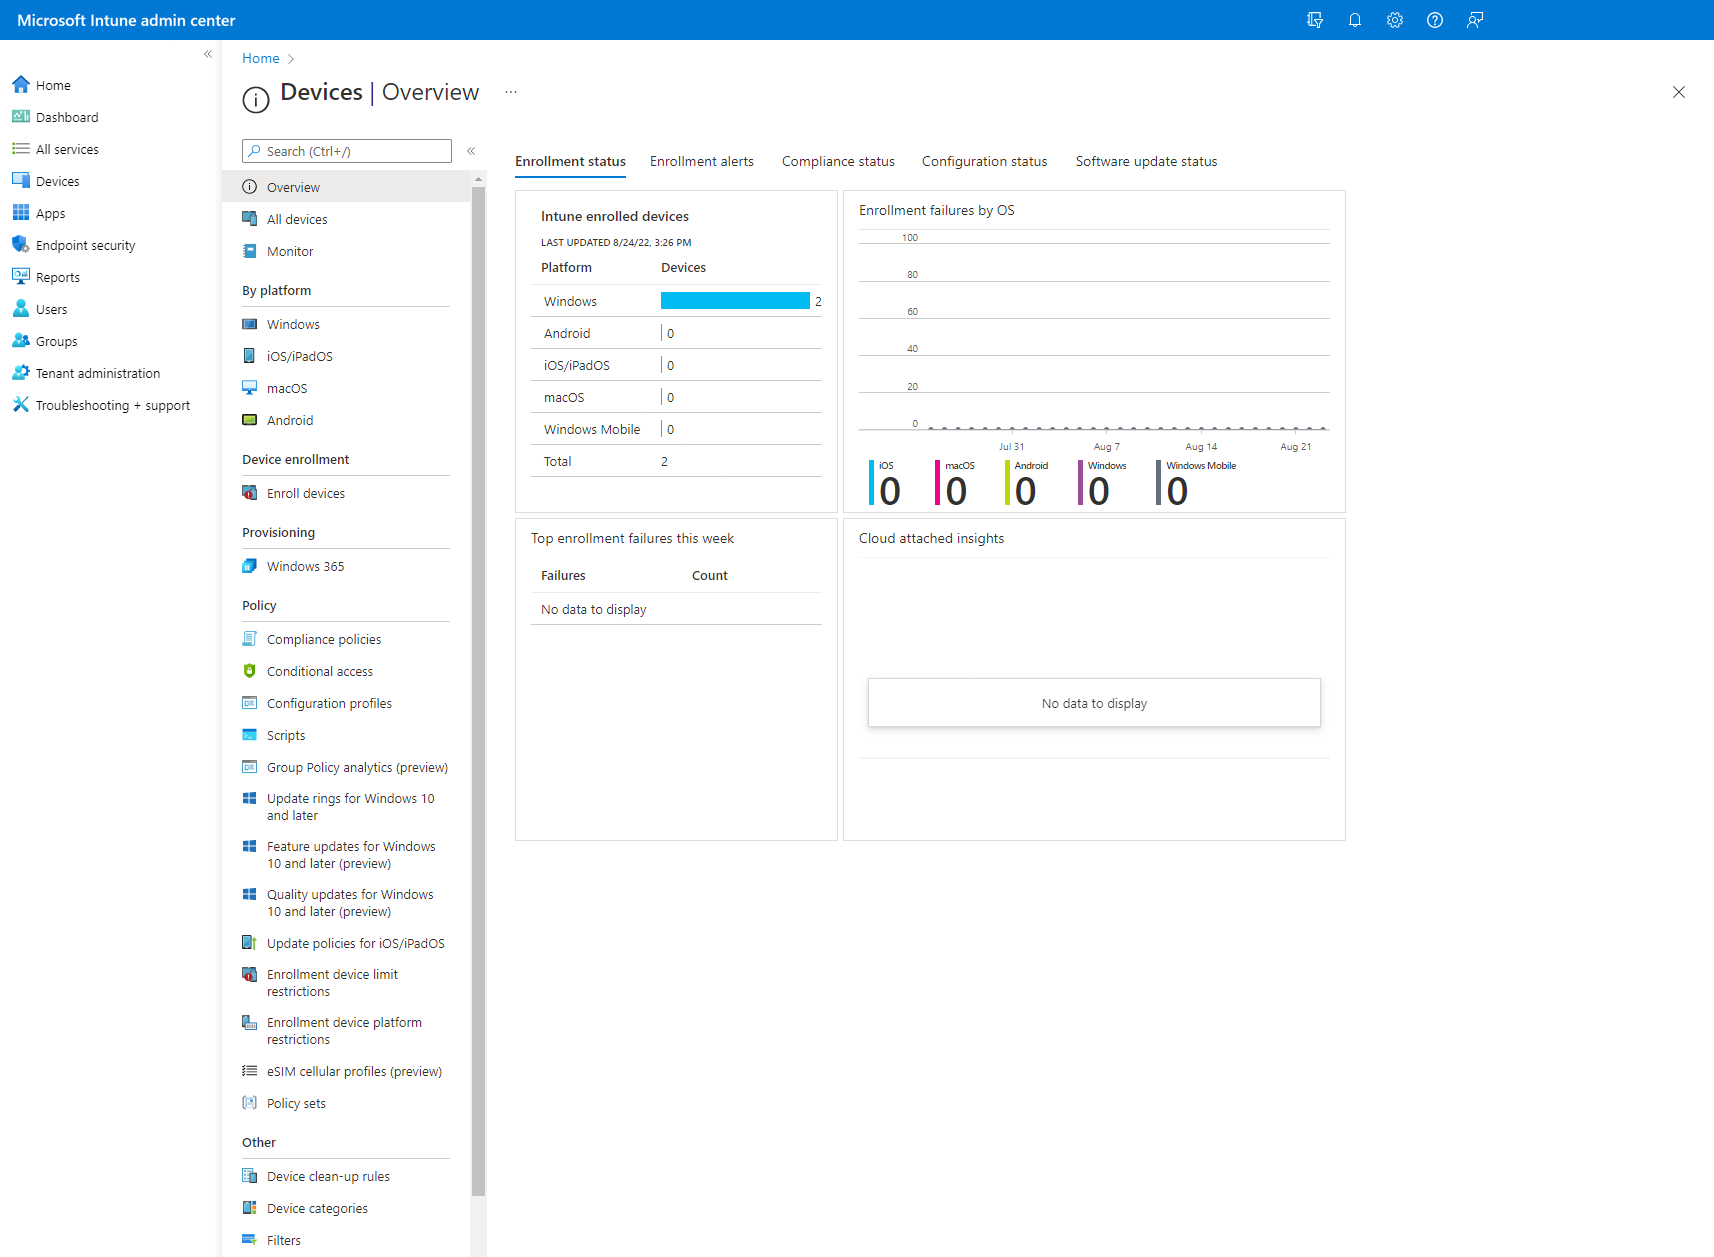 Microsoft Intune admin center
Home
Dashboard
All services
Devices
Apps
Endpoint security
Reports
Users
Groups
Tenant administration
Troubleshooting + support
Home
Devices | Overview
Search (Ctrl+/)
Overview
All devices
Monitor
By platform
Windows
iOS/iPadOS
macOS
Android
Device enrollment
Enroll devices
Provisioning
Windows 365
Policy
Compliance policies
Conditional access
Configuration profiles
Scripts
Group Policy analytics (preview)
Update rings for Windows 10
and later
Feature updates for Windows
10 and later (preview)
Quality updates for Windows
10 and later (preview)
Update policies for iOS/iPadOS
Enrollment device limit
restrictions
Enrollment device platform
restrictions
eSIM cellular profiles (preview)
Policy sets
Other
Device clean-up rules
Device categories
Filters
Enrollment status Enrollment alerts Compliance status Configuration status Software update status
Intune enrolled devices
LAST UPDATED 8/24/22, 3:26 PM
Platform Devices
Windows 2
Android 0
iOS/iPadOS 0
macOS 0
Windows Mobile 0
Total 2
Enrollment failures by OS
100
80
60
40
20
0
Jul 31 Aug 7 Aug 14 Aug 21
iOS macOS Android Windows Windows Mobile
0 0 0 0 0
Top enrollment failures this week
Failures Count
No data to display
Cloud attached insights
No data to display